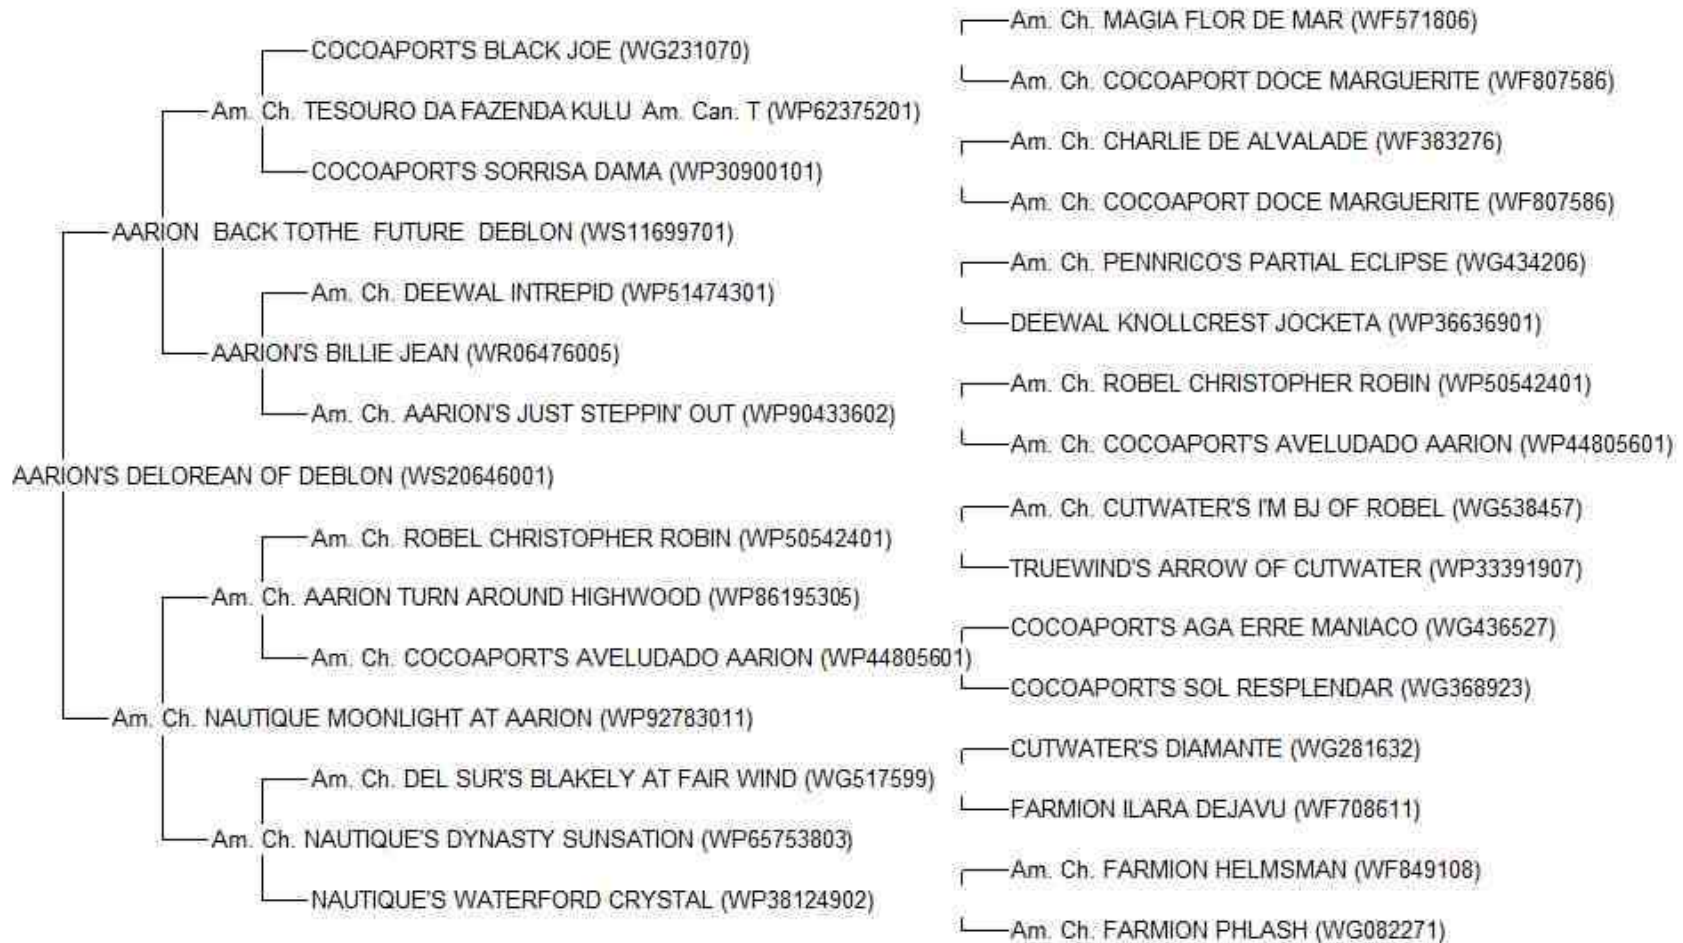 Am. Ch. MAGIA FLOR DE MAR (WF571806)
COCOAPORT'S BLACK JOE (WG231070)
Am. Ch. COCOAPORT DOCE MARGUERITE (WF807586)
Am. Ch. TESOURO DA FAZENDA KULU Am. Can. T (WP62375201)
Am. Ch. CHARLIE DE ALVALADE (WF383276)
COCOAPORT'S SORRISA DAMA (WP30900101)
Am. Ch. COCOAPORT DOCE MARGUERITE (WF807586)
AARION BACK TOTHE FUTURE DEBLON (WS11699701)
Am. Ch. PENNRICO'S PARTIAL ECLIPSE (WG434206)
Am. Ch. DEEWAL INTREPID (WP51474301)
DEEWAL KNOLLCREST JOCKETA (WP36636901)
AARION'S BILLIE JEAN (WR06476005)
Am. Ch. ROBEL CHRISTOPHER ROBIN (WP50542401)
Am. Ch. AARION'S JUST STEPPIN' OUT (WP90433602)
Am. Ch. COCOAPORT'S AVELUDADO AARION (WP44805601)
AARION'S DELOREAN OF DEBLON (WS20646001)
Am. Ch. CUTWATER'S I'M BJ OF ROBEL (WG538457)
Am. Ch. ROBEL CHRISTOPHER ROBIN (WP50542401)
TRUEWIND'S ARROW OF CUTWATER (WP33391907)
Am. Ch. AARION TURN AROUND HIGHWOOD (WP86195305)
COCOAPORT'S AGA ERRE MANIACO (WG436527)
Am. Ch. COCOAPORT'S AVELUDADO AARION (WP44805601)
COCOAPORT'S SOL RESPLENDAR (WG368923)
Am. Ch. NAUTIQUE MOONLIGHT AT AARION (WP92783011)
CUTWATER'S DIAMANTE (WG281632)
Am. Ch. DEL SUR'S BLAKELY AT FAIR WIND (WG517599)
FARMION ILARA DEJAVU (WF708611)
Am. Ch. NAUTIQUE'S DYNASTY SUNSATION (WP65753803)
Am. Ch. FARMION HELMSMAN (WF849108)
NAUTIQUE'S WATERFORD CRYSTAL (WP38124902)
Am. Ch. FARMION PHLASH (WG082271)